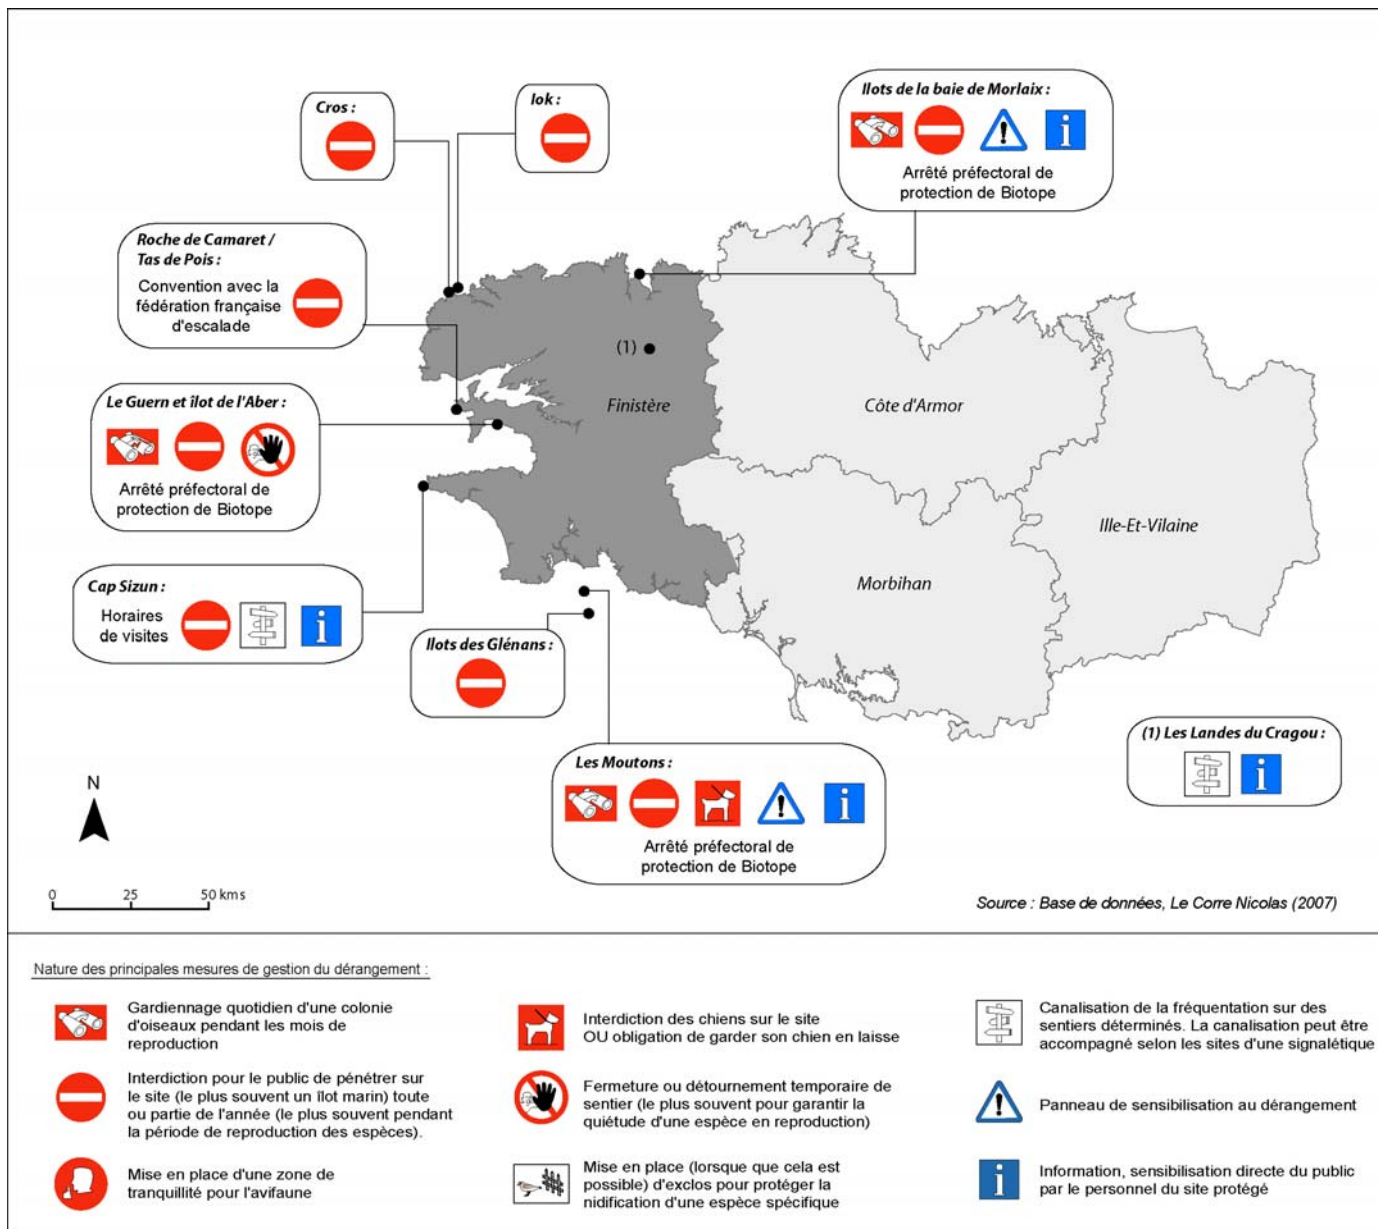 Cros :
Iok :
Ilots de la baie de Morlaix :
Arrêté préfectoral de
protection de Biotope
Roche de Camaret /
Tas de Pois :
Convention avec la
fédération française
d'escalade
(1)
Le Guern et îlot de l'Aber :
Arrêté préfectoral de
protection de Biotope
Finistère
Côte d'Armor
Ille-Et-Vilaine
Morbihan
Cap Sizun :
Horaires
de visites
Ilots des Glénans :
(1) Les Landes du Cragou :
Les Moutons :
Arrêté préfectoral de
protection de Biotope
N
0 25 50 kms
Source : Base de données, Le Corre Nicolas (2007)
Nature des principales mesures de gestion du dérangement :
Gardiennage quotidien d'une colonie
d'oiseaux pendant les mois de
reproduction
Interdiction pour le public de pénétrer sur
le site (le plus souvent un îlot marin) toute
ou partie de l'année (le plus souvent pendant
la période de reproduction des espèces).
Mise en place d'une zone de
tranquillité pour l'avifaune
Interdiction des chiens sur le site
OU obligation de garder son chien en laisse
Fermeture ou détournement temporaire de
sentier (le plus souvent pour garantir la
quiétude d'une espèce en reproduction)
Mise en place (lorsque que cela est
possible) d'exclos pour protéger la
nidification d'une espèce spécifique
Canalisation de la fréquentation sur des
sentiers déterminés. La canalisation peut être
accompagné selon les sites d'une signalétique
Panneau de sensibilisation au dérangement
Information, sensibilisation directe du public
par le personnel du site protégé